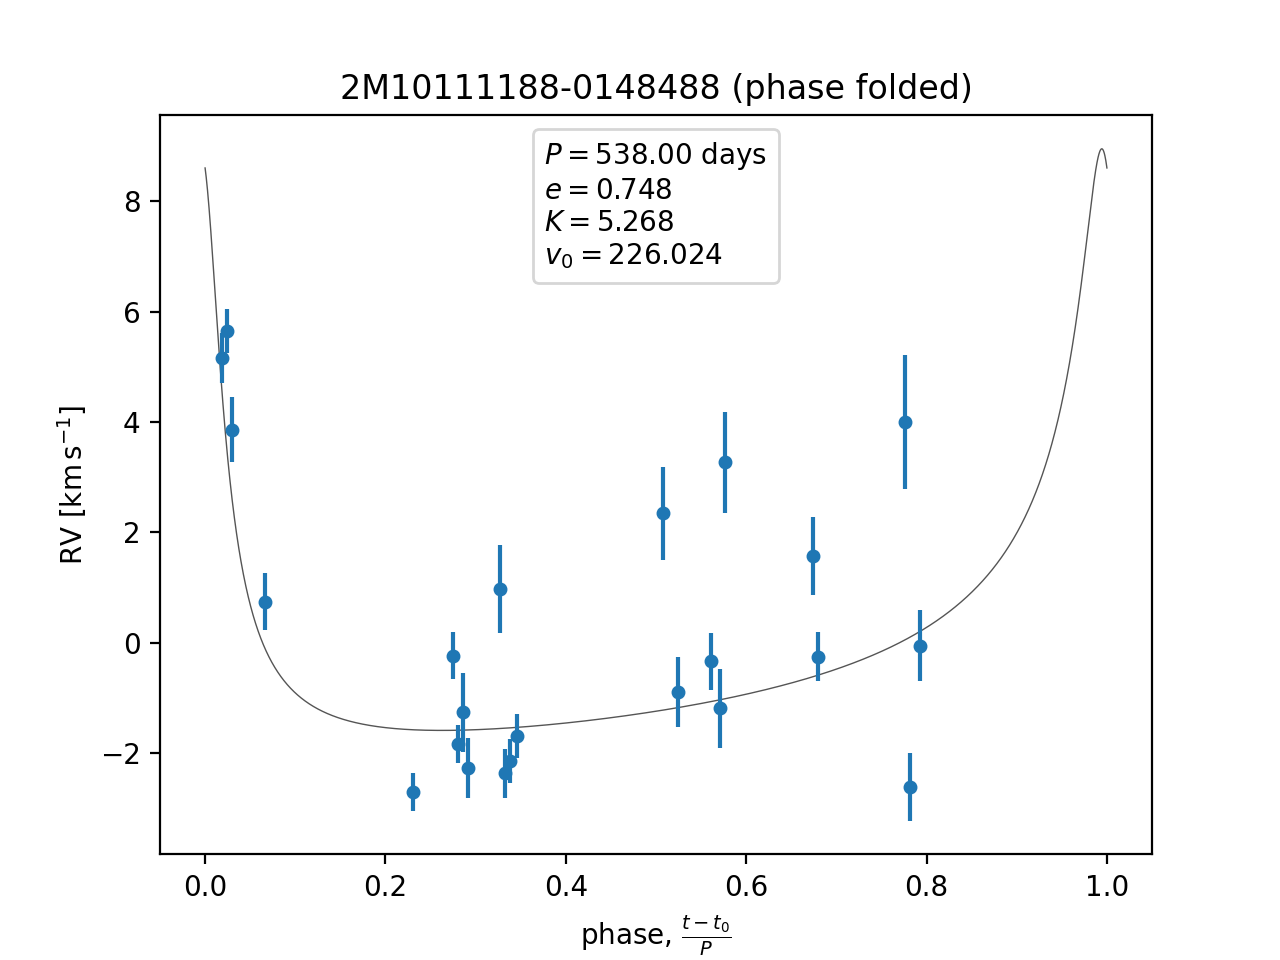 2M10111188-0148488 (phase folded)
P = 538.00 days
e = 0.748
K = 5.268
v₀ = 226.024
8
6
4
2
0
−2
RV [km s⁻¹]
0.0 0.2 0.4 0.6 0.8 1.0
phase, (t − t₀)/P